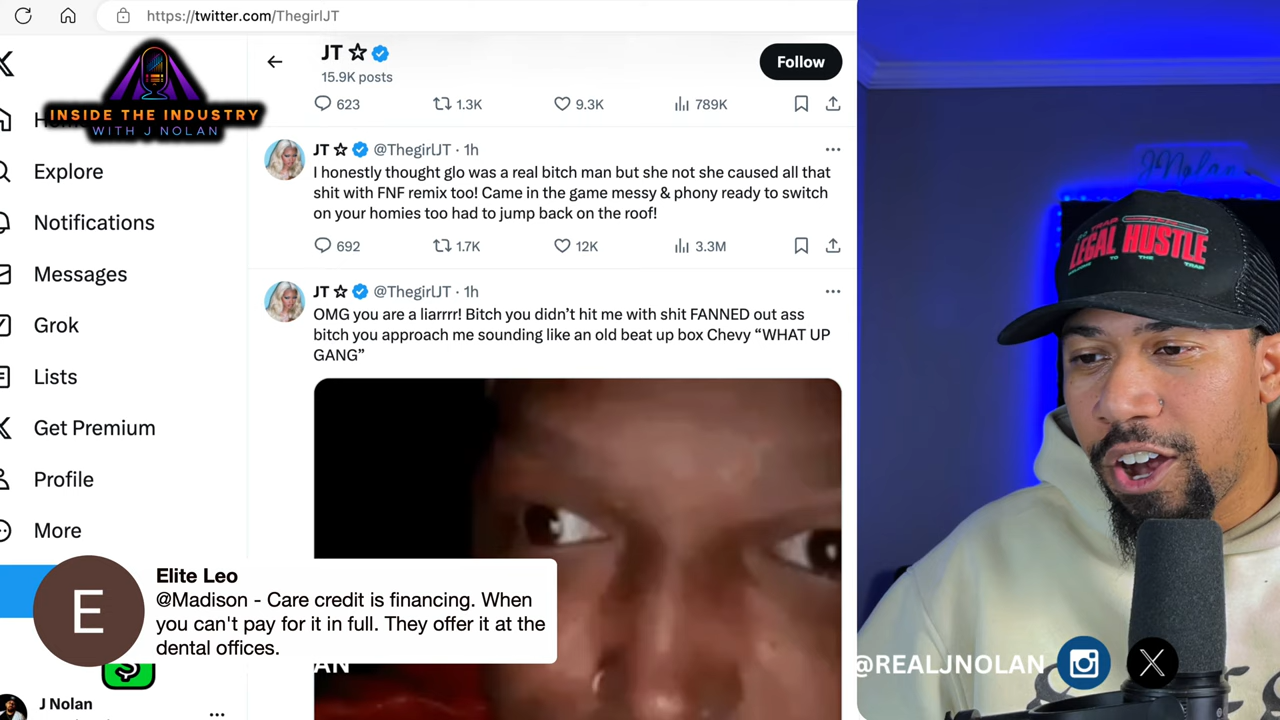 https://twitter.com/ThegirlJT
JT
15.9K posts
Follow
623 1.3K 9.3K 789K
INSIDE THE INDUSTRY
WITH J NOLAN
Explore
Notifications
Messages
Grok
Lists
Get Premium
Profile
More
JT @ThegirlJT · 1h
I honestly thought glo was a real bitch man but she not she caused all that
shit with FNF remix too! Came in the game messy & phony ready to switch
on your homies too had to jump back on the roof!
692 1.7K 12K 3.3M
JT @ThegirlJT · 1h
OMG you are a liarrrr! Bitch you didn’t hit me with shit FANNED out ass
bitch you approach me sounding like an old beat up box Chevy “WHAT UP
GANG”
E
Elite Leo
@Madison - Care credit is financing. When
you can't pay for it in full. They offer it at the
dental offices.
J Nolan
JNolan
TRAP
LEGAL HUSTLE
TO THE
TRAP
@REALJNOLAN